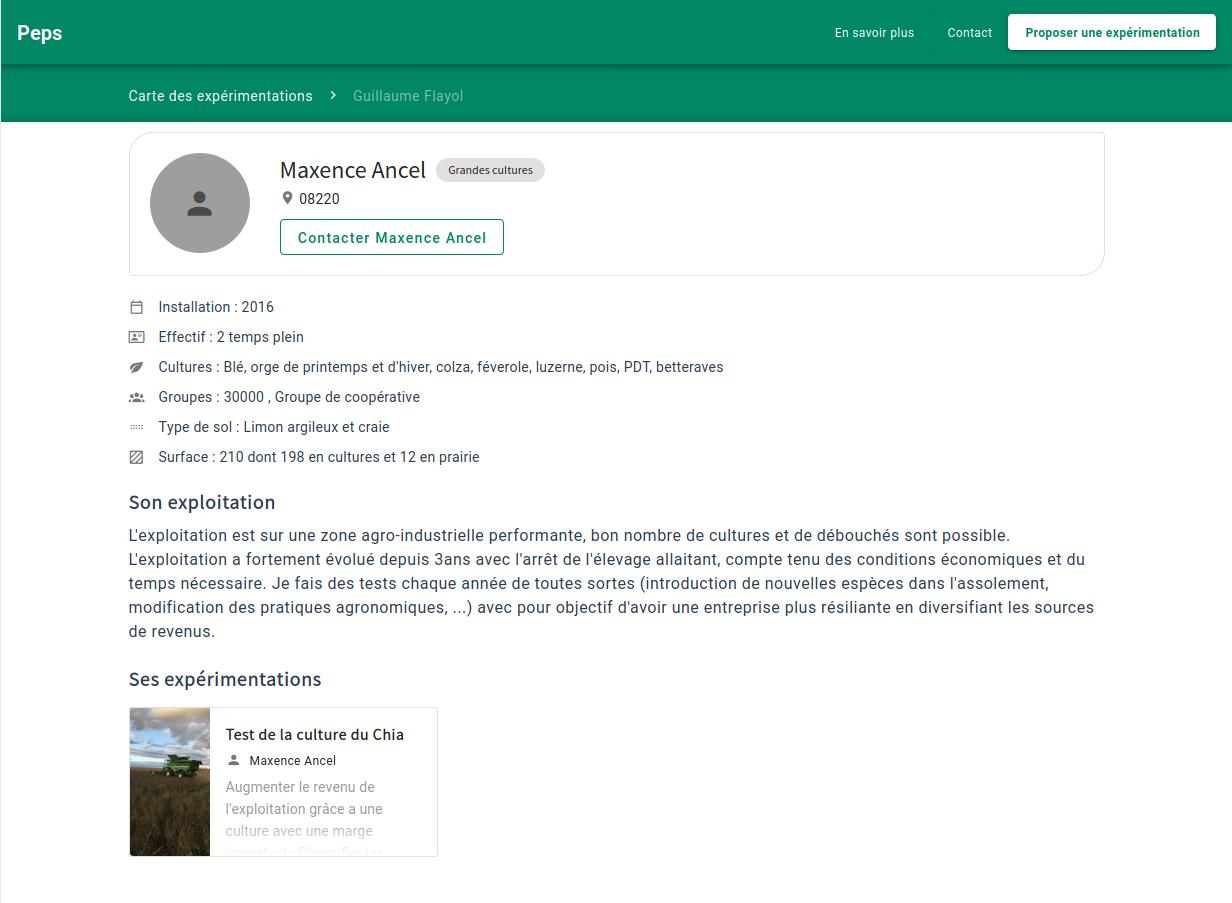 Peps
En savoir plus
Contact
Proposer une expérimentation
Carte des expérimentations > Guillaume Flayol
Maxence Ancel
Grandes cultures
08220
Contacter Maxence Ancel
Installation : 2016
Effectif : 2 temps plein
Cultures : Blé, orge de printemps et d'hiver, colza, féverole, luzerne, pois, PDT, betteraves
Groupes : 30000 , Groupe de coopérative
Type de sol : Limon argileux et craie
Surface : 210 dont 198 en cultures et 12 en prairie
Son exploitation
L'exploitation est sur une zone agro-industrielle performante, bon nombre de cultures et de débouchés sont possible.
L'exploitation a fortement évolué depuis 3ans avec l'arrêt de l'élevage allaitant, compte tenu des conditions économiques et du
temps nécessaire. Je fais des tests chaque année de toutes sortes (introduction de nouvelles espèces dans l'assolement,
modification des pratiques agronomiques, ...) avec pour objectif d'avoir une entreprise plus résiliante en diversifiant les sources
de revenus.
Ses expérimentations
Test de la culture du Chia
Maxence Ancel
Augmenter le revenu de
l'exploitation grâce a une
culture avec une marge
importante Diversifier les